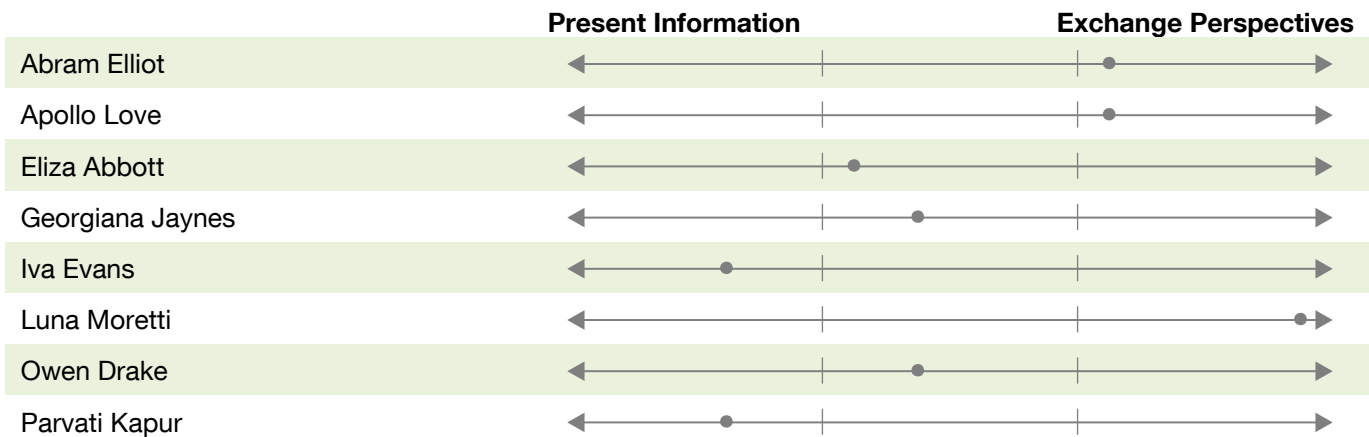 Present Information Exchange Perspectives
Abram Elliot
Apollo Love
Eliza Abbott
Georgiana Jaynes
Iva Evans
Luna Moretti
Owen Drake
Parvati Kapur